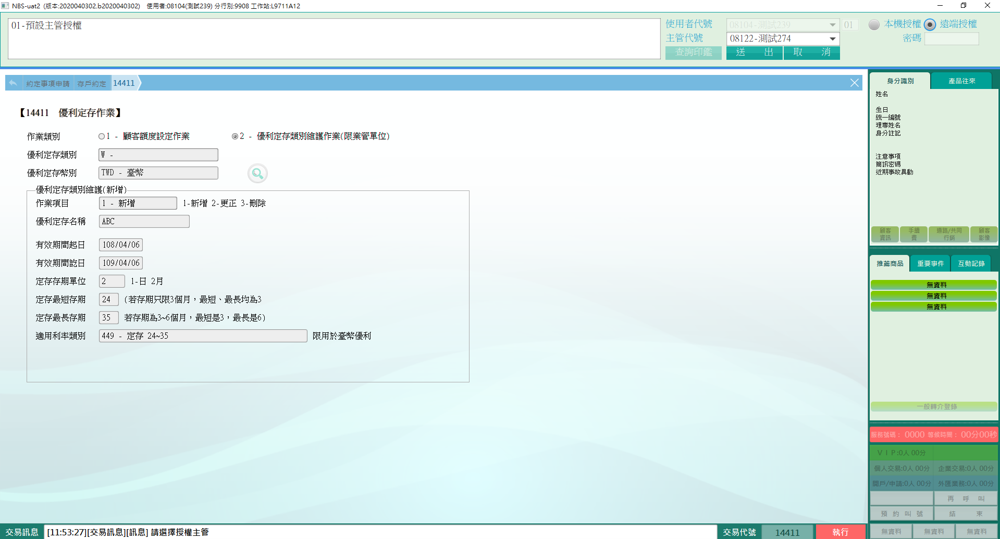 NBS-uat2 (版本:2020040302.b2020040302) 使用者:08104(測試239) 分行別:9908 工作站:L9711A12
01-預設主管授權
使用者代號 08104-測試239 01 本機授權 遠端授權
主管代號 08122-測試274 密碼
查詢印鑑 送 出 取 消
約定事項申請 存戶約定 14411
【14411 優利定存作業】
作業類別 1 - 顧客額度設定作業 2 - 優利定存類別維護作業(限業管單位)
優利定存類別 W -
優利定存幣別 TWD - 臺幣
優利定存類別維護(新增)
作業項目 1 - 新增 1-新增 2-更正 3-刪除
優利定存名稱 ABC
有效期間起日 108/04/06
有效期間訖日 109/04/06
定存存期單位 2 1-日 2月
定存最短存期 24 (若存期只限3個月，最短、最長均為3
定存最長存期 35 若存期為3~6個月，最短是3，最長是6)
適用利率類別 449 - 定存 24~35 限用於臺幣優利
身分識別 產品往來
姓名
生日
統一編號
理專姓名
身分註記
注意事項
簡訊密碼
近期事故異動
顧客資訊 手續費 通路/共同行銷 顧客影像
推薦商品 重要事件 互動記錄
無資料
無資料
無資料
一般轉介登錄
服務號碼： 0000 等候時間： 00分00秒
ＶＩＰ:0人 00分
個人交易:0人 00分 企業交易:0人 00分
開戶/申請:0人 00分 外匯業務:0人 00分
再 呼 叫
預 約 叫 號 結 束
無資料 無資料 無資料
交易訊息 [11:53:27][交易訊息][訊息] 請選擇授權主管 交易代號 14411 執行